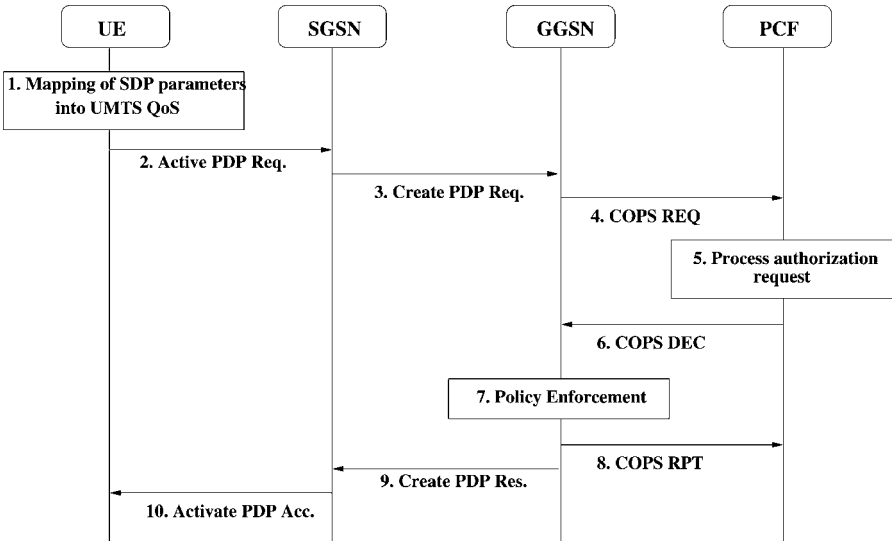 UE
SGSN
GGSN
PCF
1. Mapping of SDP parameters
into UMTS QoS
2. Active PDP Req.
3. Create PDP Req.
4. COPS REQ
5. Process authorization
request
6. COPS DEC
7. Policy Enforcement
8. COPS RPT
9. Create PDP Res.
10. Activate PDP Acc.